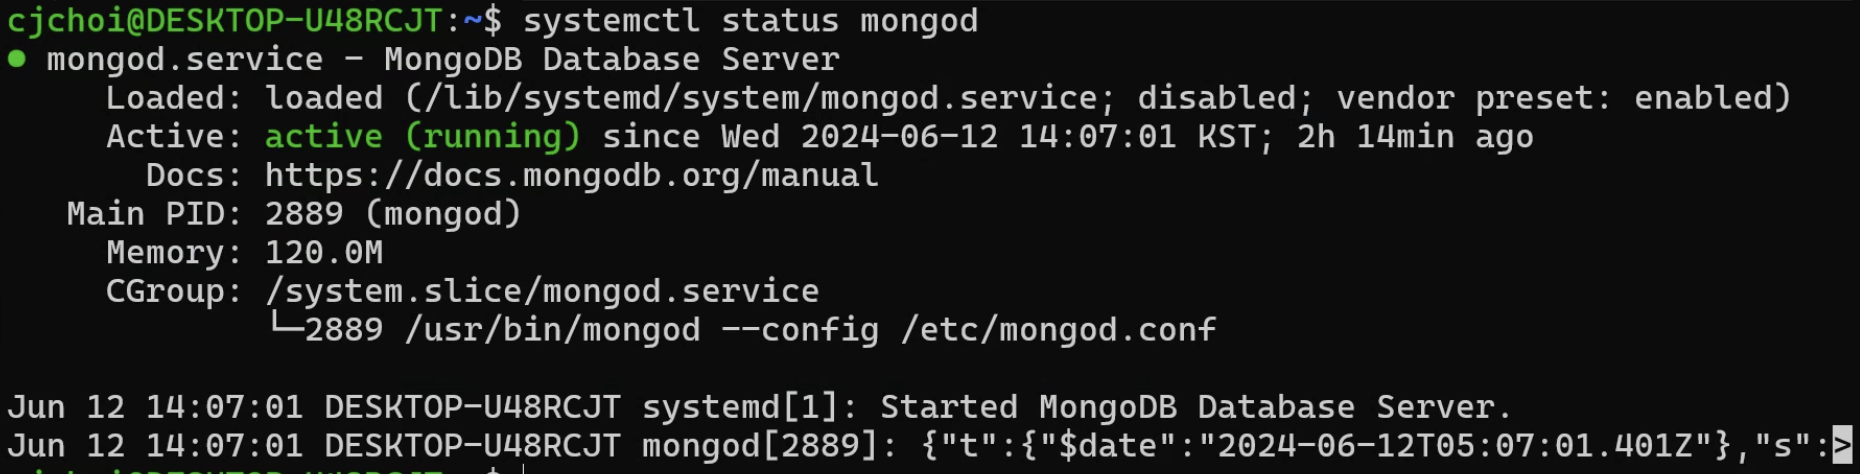 cjchoi@DESKTOP-U48RCJT:~$ systemctl status mongod
● mongod.service - MongoDB Database Server
Loaded: loaded (/lib/systemd/system/mongod.service; disabled; vendor preset: enabled)
Active: active (running) since Wed 2024-06-12 14:07:01 KST; 2h 14min ago
Docs: https://docs.mongodb.org/manual
Main PID: 2889 (mongod)
Memory: 120.0M
CGroup: /system.slice/mongod.service
└─2889 /usr/bin/mongod --config /etc/mongod.conf
Jun 12 14:07:01 DESKTOP-U48RCJT systemd[1]: Started MongoDB Database Server.
Jun 12 14:07:01 DESKTOP-U48RCJT mongod[2889]: {"t":{"$date":"2024-06-12T05:07:01.401Z"},"s":>